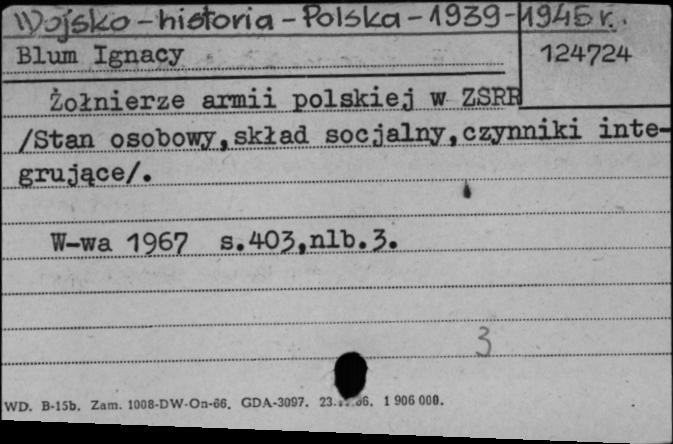 Wojsko - historia - Polska - 1939-1945 r.
Blum Ignacy 124724
Żołnierze armii polskiej w ZSRR
/Stan osobowy, skład socjalny, czynniki inte-
grujące/.
W-wa 1967 s.403,nlb.3.
3
WD. B-15b. Zam. 1008-DW-On-66. GDA-3097. 1 906 000.